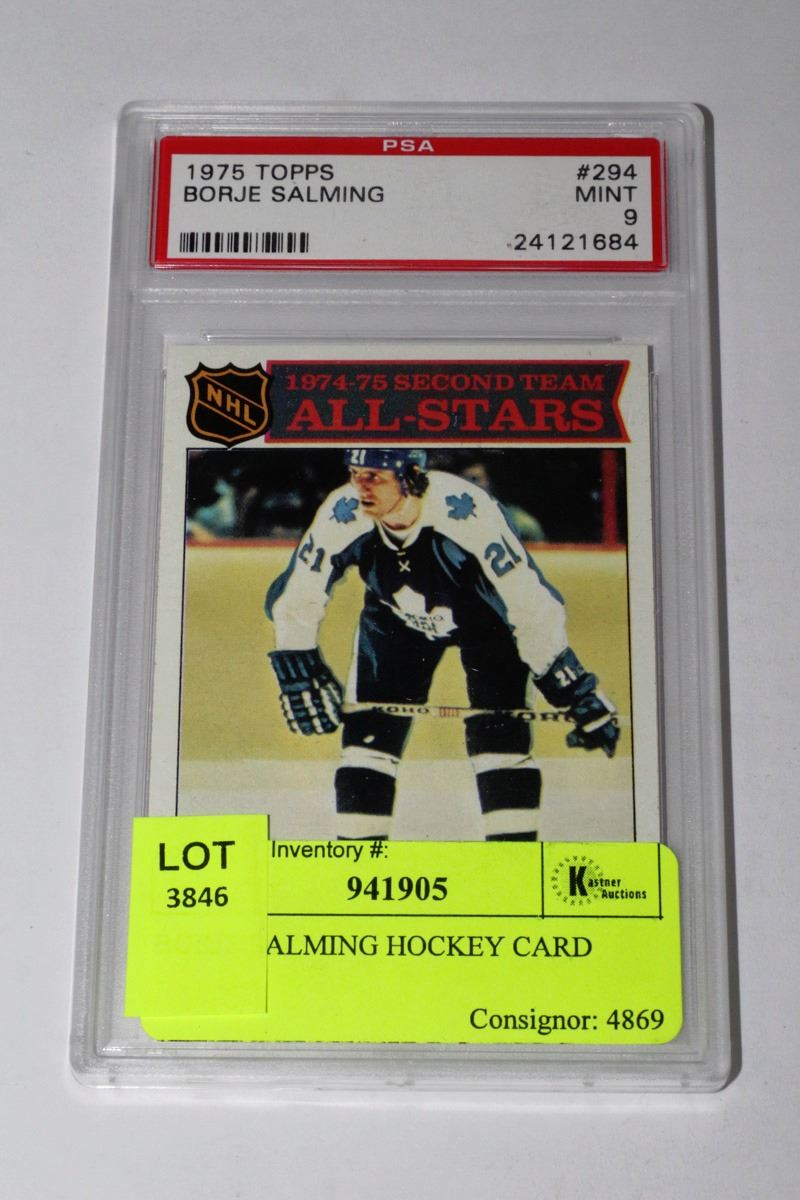 PSA
1975 TOPPS #294
BORJE SALMING MINT
9
24121684
NHL
1974-75 SECOND TEAM
ALL-STARS
21
21 21
21
KOHO
LOT
3846
Inventory #:
941905
Kastner
Auctions
ALMING HOCKEY CARD
Consignor: 4869